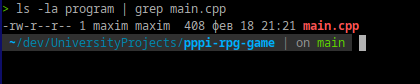 > ls -la program | grep main.cpp
-rw-r--r-- 1 maxim maxim  408 фев 18 21:21 main.cpp
~/dev/UniversityProjects/pppi-rpg-game | on main